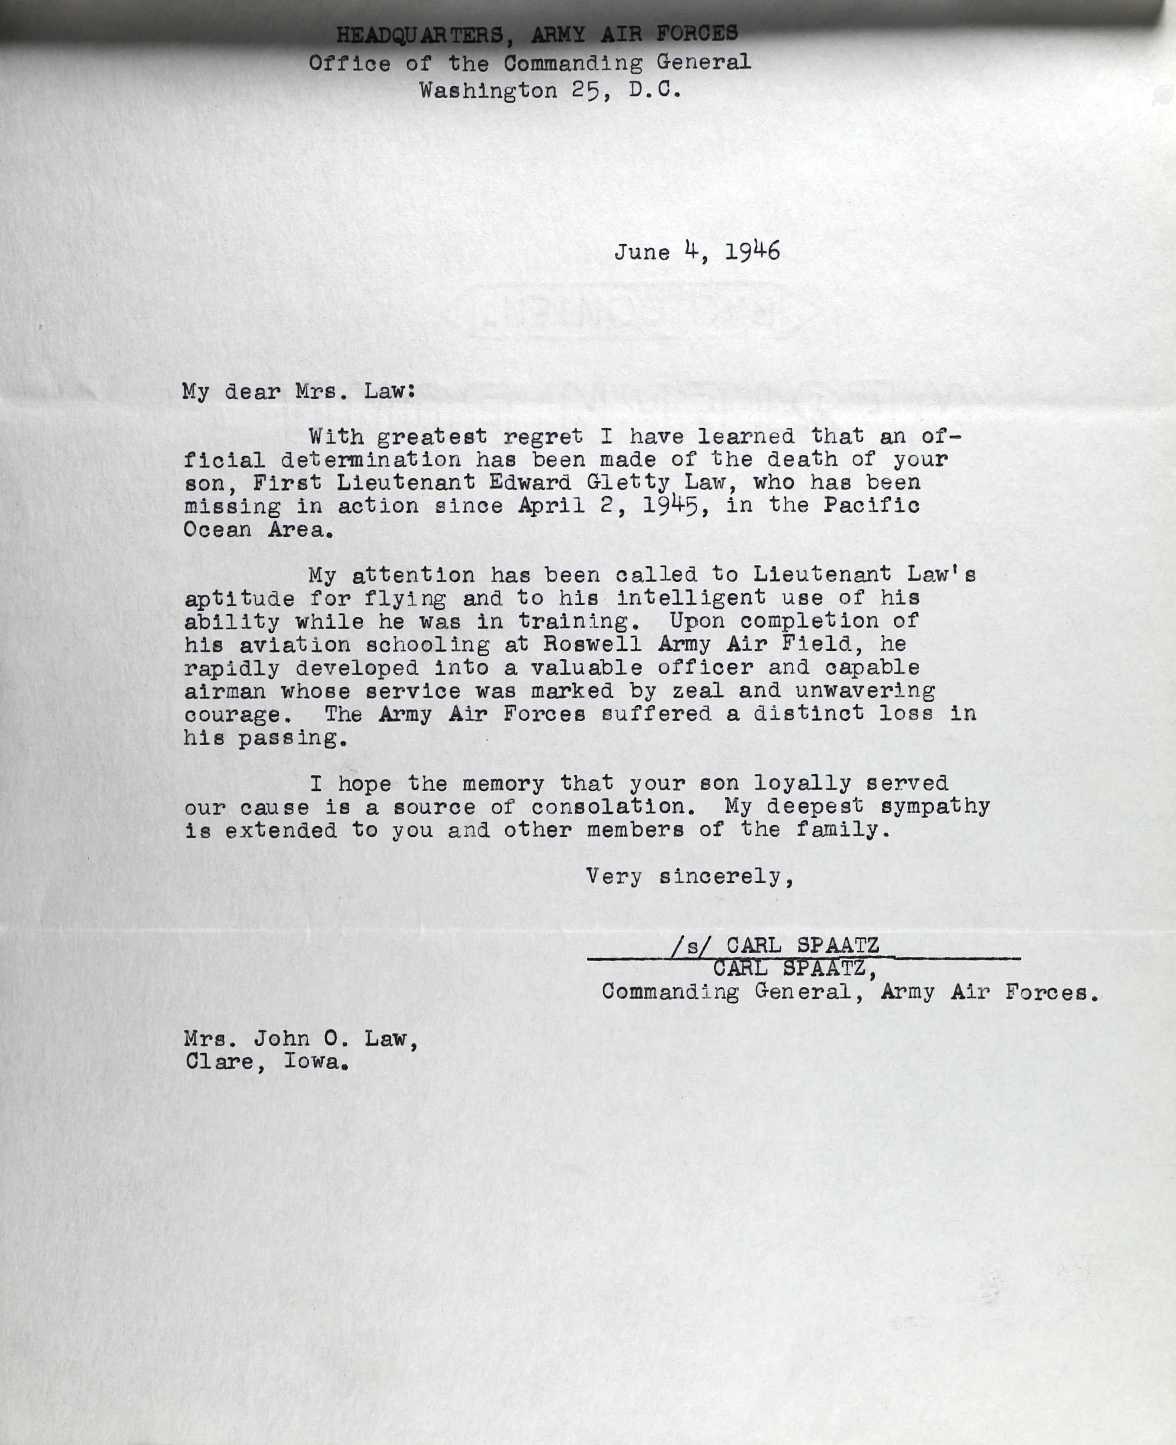 HEADQUARTERS, ARMY AIR FORCES
Office of the Commanding General
Washington 25, D.C.
June 4, 1946
My dear Mrs. Law:
With greatest regret I have learned that an of-
ficial determination has been made of the death of your
son, First Lieutenant Edward Gletty Law, who has been
missing in action since April 2, 1945, in the Pacific
Ocean Area.
My attention has been called to Lieutenant Law's
aptitude for flying and to his intelligent use of his
ability while he was in training. Upon completion of
his aviation schooling at Roswell Army Air Field, he
rapidly developed into a valuable officer and capable
airman whose service was marked by zeal and unwavering
courage. The Army Air Forces suffered a distinct loss in
his passing.
I hope the memory that your son loyally served
our cause is a source of consolation. My deepest sympathy
is extended to you and other members of the family.
Very sincerely,
/s/ CARL SPAATZ
CARL SPAATZ,
Commanding General, Army Air Forces.
Mrs. John O. Law,
Clare, Iowa.